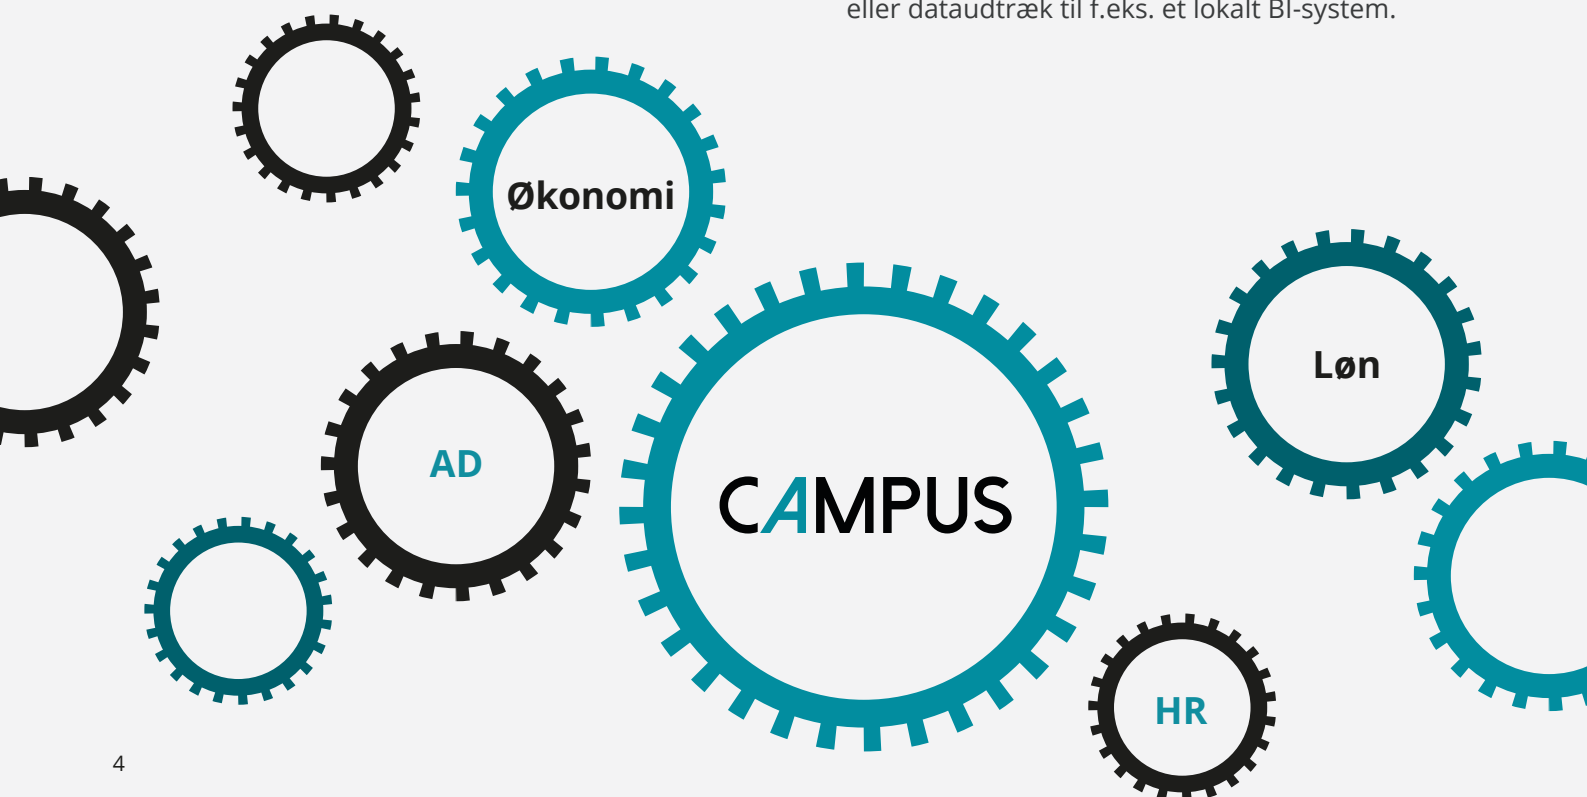 eller dataudtræk til f.eks. et lokalt BI-system.
Økonomi
Løn
AD
CAMPUS
HR
4